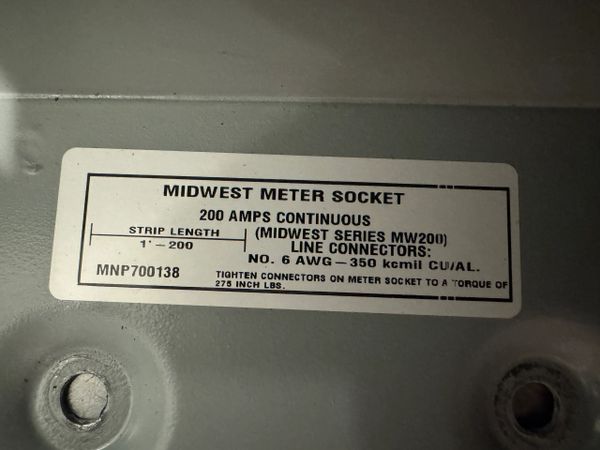 MIDWEST METER SOCKET
200 AMPS CONTINUOUS
STRIP LENGTH
(MIDWEST SERIES MW200)
1" - 200
LINE CONNECTORS:
NO. 6 AWG - 350 kcmil CU/AL.
MNP700138
TIGHTEN CONNECTORS ON METER SOCKET TO A TORQUE OF
275 INCH LBS.